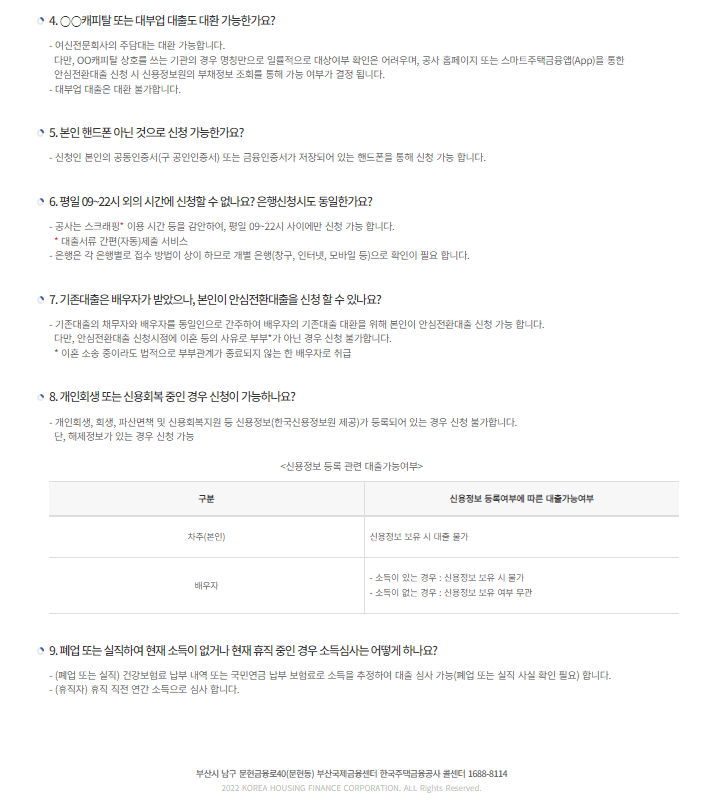 4. ○○캐피탈 또는 대부업 대출도 대환 가능한가요?
- 여신전문회사의 주담대는 대환 가능합니다.
다만, OO캐피탈 상호를 쓰는 기관의 경우 명칭만으로 일률적으로 대상여부 확인은 어려우며, 공사 홈페이지 또는 스마트주택금융앱(App)을 통한
안심전환대출 신청 시 신용정보원의 부채정보 조회를 통해 가능 여부가 결정 됩니다.
- 대부업 대출은 대환 불가합니다.
5. 본인 핸드폰 아닌 것으로 신청 가능한가요?
- 신청인 본인의 공동인증서(구 공인인증서) 또는 금융인증서가 저장되어 있는 핸드폰을 통해 신청 가능 합니다.
6. 평일 09~22시 외의 시간에 신청할 수 없나요? 은행신청시도 동일한가요?
- 공사는 스크래핑* 이용 시간 등을 감안하여, 평일 09~22시 사이에만 신청 가능 합니다.
* 대출서류 간편(자동)제출 서비스
- 은행은 각 은행별로 접수 방법이 상이 하므로 개별 은행(창구, 인터넷, 모바일 등)으로 확인이 필요 합니다.
7. 기존대출은 배우자가 받았으나, 본인이 안심전환대출을 신청 할 수 있나요?
- 기존대출의 채무자와 배우자를 동일인으로 간주하여 배우자의 기존대출 대환을 위해 본인이 안심전환대출 신청 가능 합니다.
다만, 안심전환대출 신청시점에 이혼 등의 사유로 부부*가 아닌 경우 신청 불가합니다.
* 이혼 소송 중이라도 법적으로 부부관계가 종료되지 않는 한 배우자로 취급
8. 개인회생 또는 신용회복 중인 경우 신청이 가능하나요?
- 개인회생, 회생, 파산면책 및 신용회복지원 등 신용정보(한국신용정보원 제공)가 등록되어 있는 경우 신청 불가합니다.
단, 해제정보가 있는 경우 신청 가능
<신용정보 등록 관련 대출가능여부>
구분 신용정보 등록여부에 따른 대출가능여부
차주(본인) 신용정보 보유 시 대출 불가
배우자 - 소득이 있는 경우 : 신용정보 보유 시 불가
- 소득이 없는 경우 : 신용정보 보유 여부 무관
9. 폐업 또는 실직하여 현재 소득이 없거나 현재 휴직 중인 경우 소득심사는 어떻게 하나요?
- (폐업 또는 실직) 건강보험료 납부 내역 또는 국민연금 납부 보험료로 소득을 추정하여 대출 심사 가능(폐업 또는 실직 사실 확인 필요) 합니다.
- (휴직자) 휴직 직전 연간 소득으로 심사 합니다.
부산시 남구 문현금융로40(문현동) 부산국제금융센터 한국주택금융공사 콜센터 1688-8114
2022 KOREA HOUSING FINANCE CORPORATION. ALL Rights Reserved.